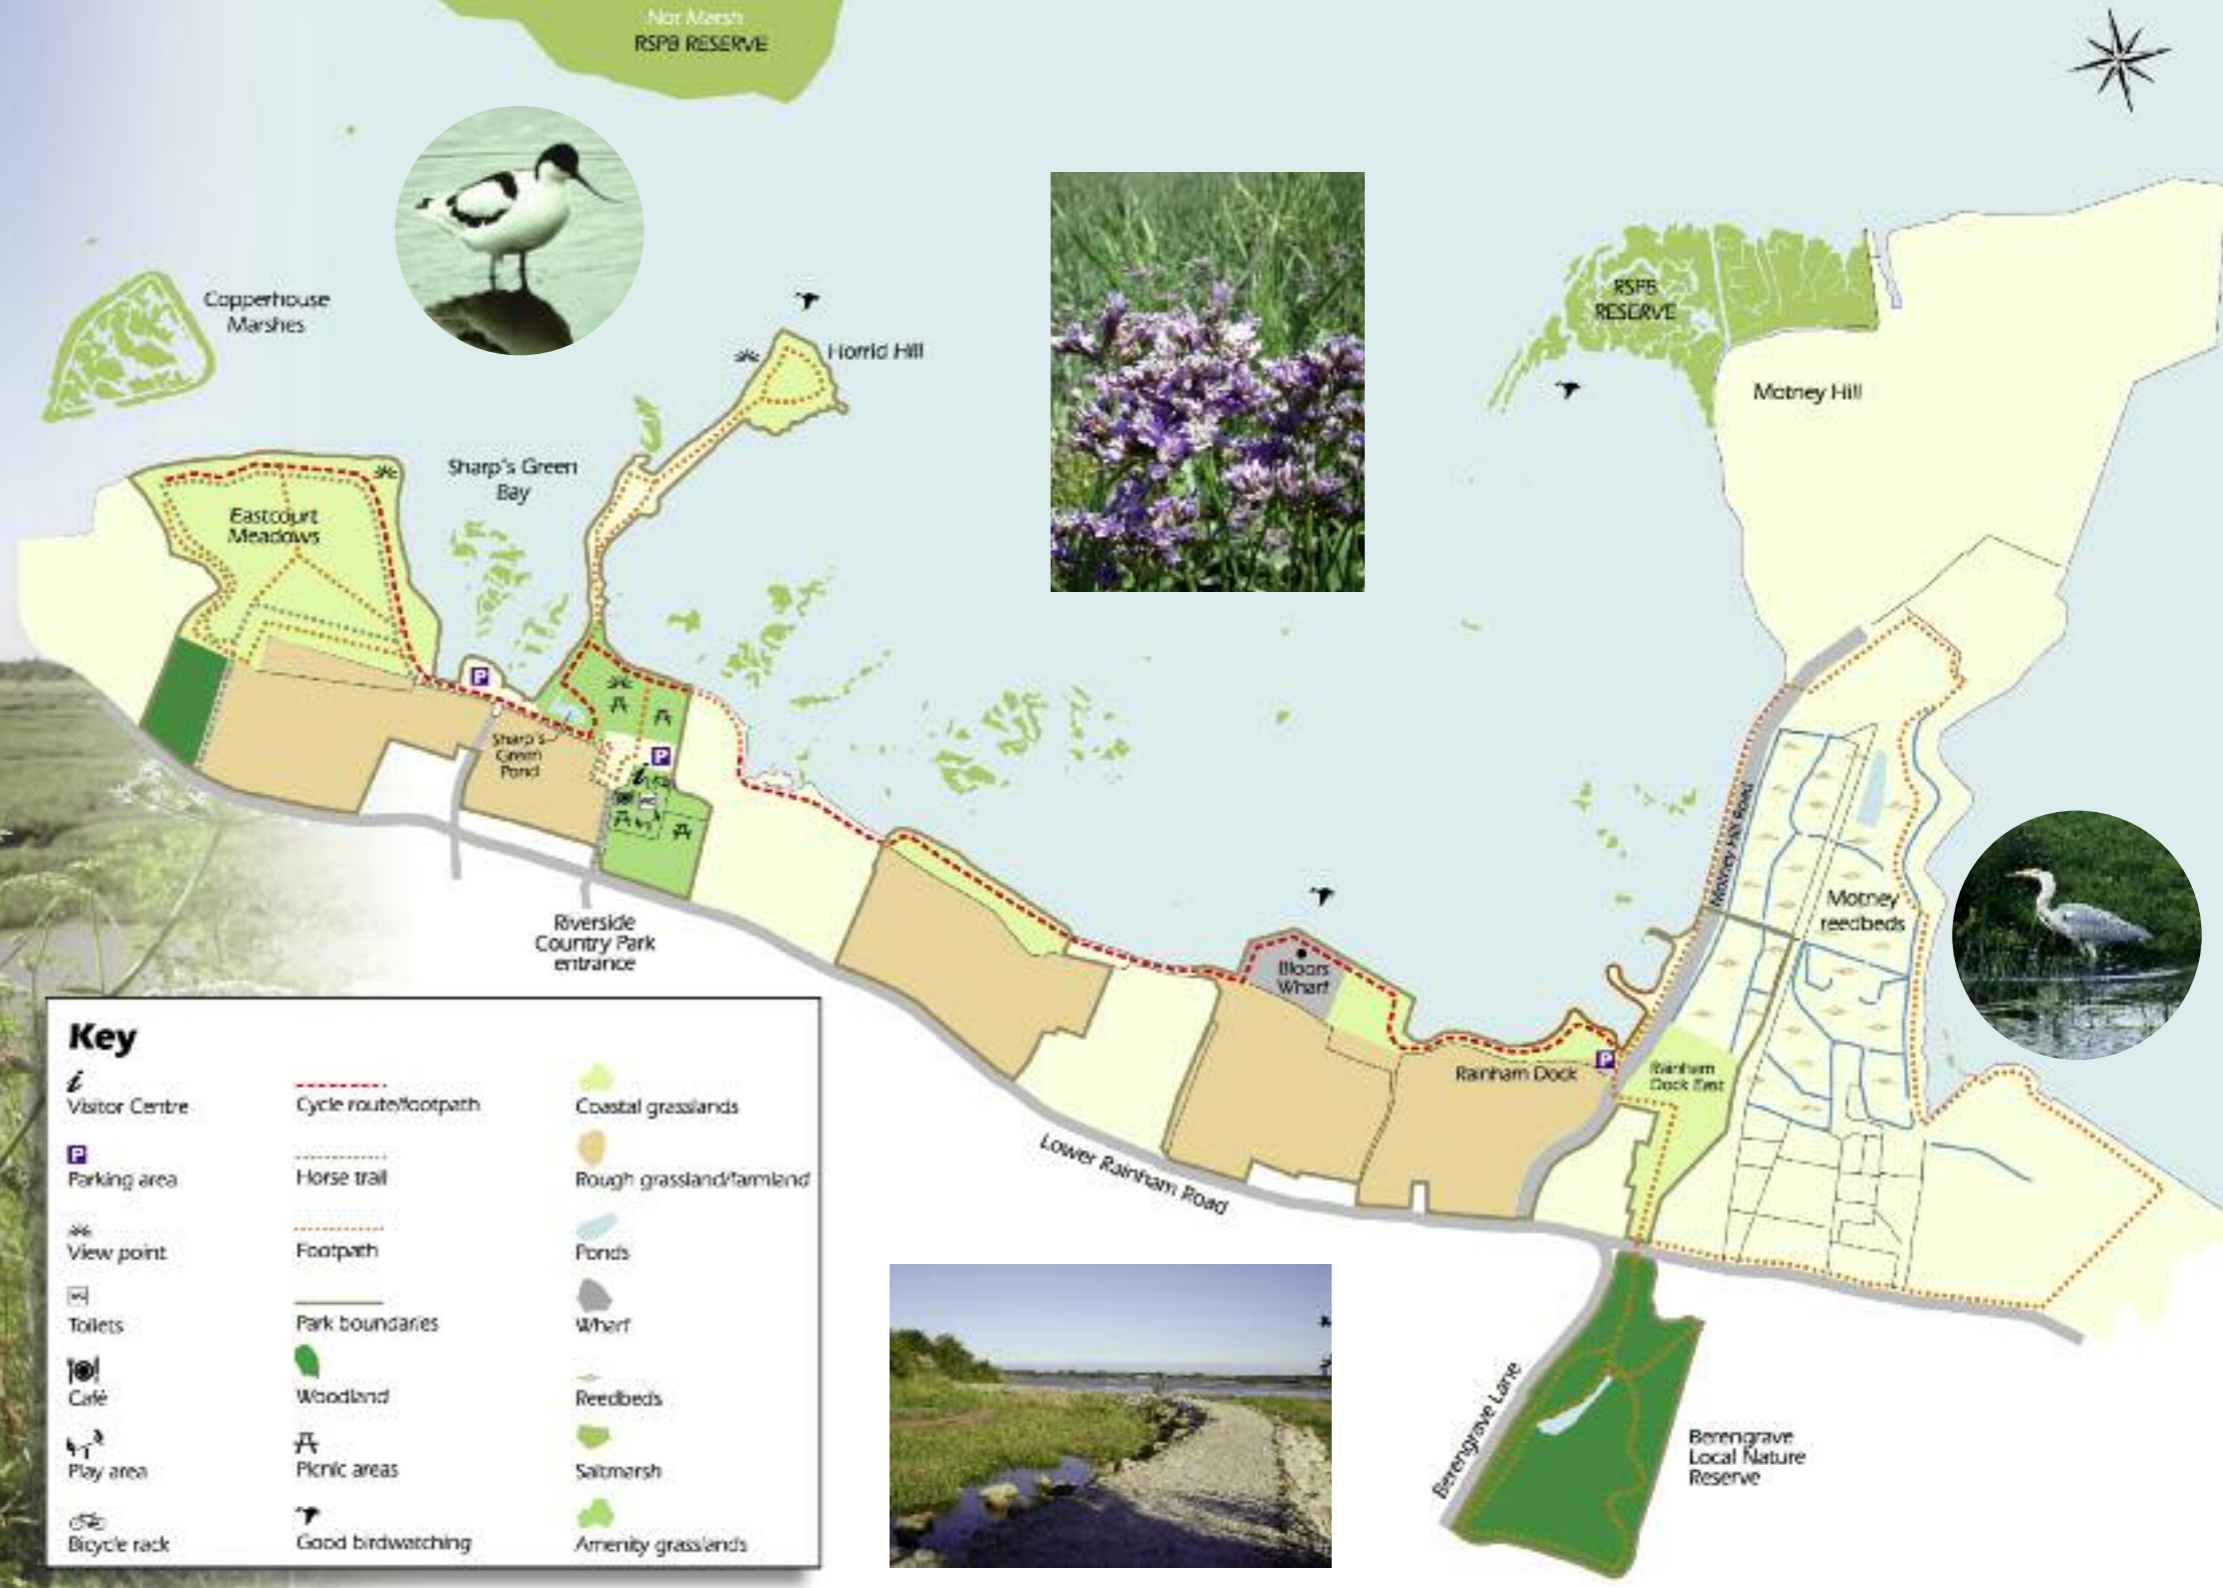 Nor Marsh
RSPB RESERVE
Copperhouse
Marshes
Horrid Hill
RSPB
RESERVE
Motney Hill
Sharp's Green
Bay
Eastcourt
Meadows
P
Sharp's
Green
Pond
P
i
Motney Hill Road
Motney
reedbeds
Riverside
Country Park
entrance
Bloors
Wharf
Rainham Dock
P
Rainham
Dock East
Lower Rainham Road
Berengrave Lane
Berengrave
Local Nature
Reserve
Key
i
Visitor Centre
Cycle route/footpath
Coastal grasslands
P
Parking area
Horse trail
Rough grassland/farmland
View point
Footpath
Ponds
Toilets
Park boundaries
Wharf
Café
Woodland
Reedbeds
Play area
Picnic areas
Saltmarsh
Bicycle rack
Good birdwatching
Amenity grasslands